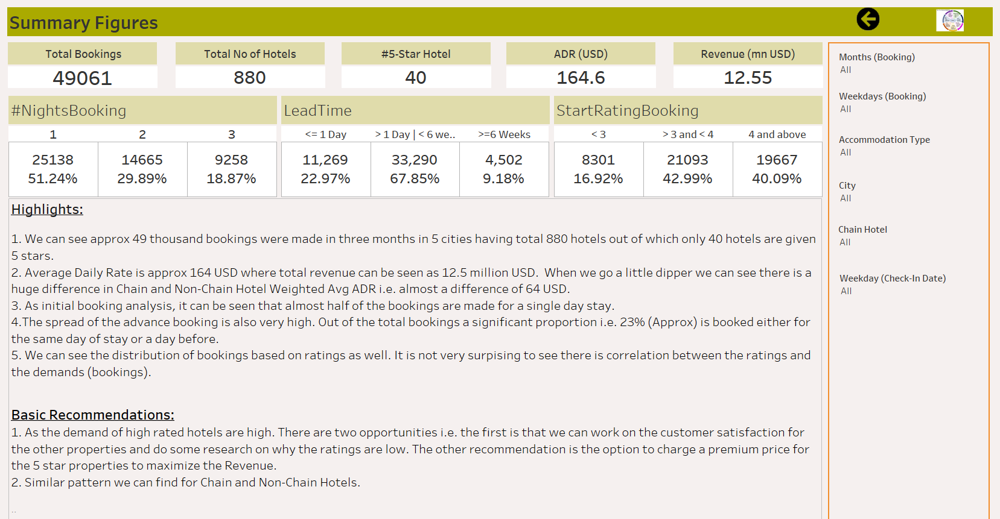 Summary Figures
Total Bookings
49061
Total No of Hotels
880
#5-Star Hotel
40
ADR (USD)
164.6
Revenue (mn USD)
12.55
#NightsBooking
1 2 3
25138 14665 9258
51.24% 29.89% 18.87%
LeadTime
<= 1 Day > 1 Day | < 6 we.. >=6 Weeks
11,269 33,290 4,502
22.97% 67.85% 9.18%
StartRatingBooking
< 3 > 3 and < 4 4 and above
8301 21093 19667
16.92% 42.99% 40.09%
Highlights:
1. We can see approx 49 thousand bookings were made in three months in 5 cities having total 880 hotels out of which only 40 hotels are given
5 stars.
2. Average Daily Rate is approx 164 USD where total revenue can be seen as 12.5 million USD.  When we go a little dipper we can see there is a
huge difference in Chain and Non-Chain Hotel Weighted Avg ADR i.e. almost a difference of 64 USD.
3. As initial booking analysis, it can be seen that almost half of the bookings are made for a single day stay.
4.The spread of the advance booking is also very high. Out of the total bookings a significant proportion i.e. 23% (Approx) is booked either for
the same day of stay or a day before.
5. We can see the distribution of bookings based on ratings as well. It is not very surpising to see there is correlation between the ratings and
the demands (bookings).
Basic Recommendations:
1. As the demand of high rated hotels are high. There are two opportunities i.e. the first is that we can work on the customer satisfaction for
the other properties and do some research on why the ratings are low. The other recommendation is the option to charge a premium price for
the 5 star properties to maximize the Revenue.
2. Similar pattern we can find for Chain and Non-Chain Hotels.
..
Months (Booking)
All
Weekdays (Booking)
All
Accommodation Type
All
City
All
Chain Hotel
All
Weekday (Check-In Date)
All